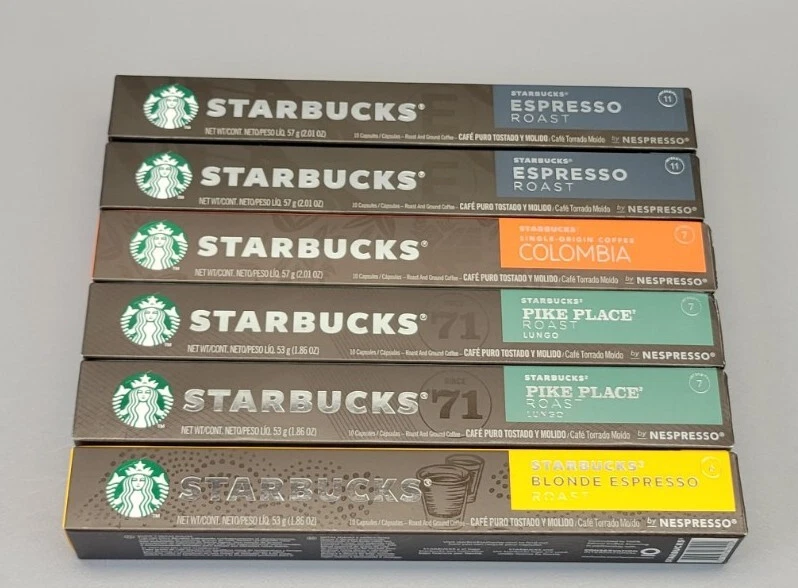 STARBUCKS®
STARBUCKS®
ESPRESSO
ROAST
11
NET WT/CONT. NETO/PESO LÍQ. 57 g (2.01 OZ)
10 Capsules / Cápsulas - Roast And Ground Coffee - CAFÉ PURO TOSTADO Y MOLIDO / Café Torrado Moído by NESPRESSO®
STARBUCKS®
STARBUCKS®
ESPRESSO
ROAST
11
NET WT/CONT. NETO/PESO LÍQ. 57 g (2.01 OZ)
10 Capsules / Cápsulas - Roast And Ground Coffee - CAFÉ PURO TOSTADO Y MOLIDO / Café Torrado Moído by NESPRESSO®
STARBUCKS®
STARBUCKS®
SINGLE-ORIGIN COFFEE
COLOMBIA
7
NET WT/CONT. NETO/PESO LÍQ. 57 g (2.01 OZ)
10 Capsules / Cápsulas - Roast And Ground Coffee - CAFÉ PURO TOSTADO Y MOLIDO / Café Torrado Moído by NESPRESSO®
STARBUCKS®
'71
STARBUCKS®
PIKE PLACE®
ROAST
LUNGO
7
NET WT/CONT. NETO/PESO LÍQ. 53 g (1.86 OZ)
10 Capsules / Cápsulas - Roast And Ground Coffee - CAFÉ PURO TOSTADO Y MOLIDO / Café Torrado Moído by NESPRESSO®
STARBUCKS®
SINCE
'71
STARBUCKS®
PIKE PLACE®
ROAST
LUNGO
7
NET WT/CONT. NETO/PESO LÍQ. 53 g (1.86 OZ)
10 Capsules / Cápsulas - Roast And Ground Coffee - CAFÉ PURO TOSTADO Y MOLIDO / Café Torrado Moído by NESPRESSO®
STARBUCKS®
STARBUCKS®
BLONDE ESPRESSO
ROAST
NET WT/CONT. NETO/PESO LÍQ. 53 g (1.86 OZ)
10 Capsules / Cápsulas - Roast And Ground Coffee - CAFÉ PURO TOSTADO Y MOLIDO / Café Torrado Moído by NESPRESSO®
STARBUCKS®